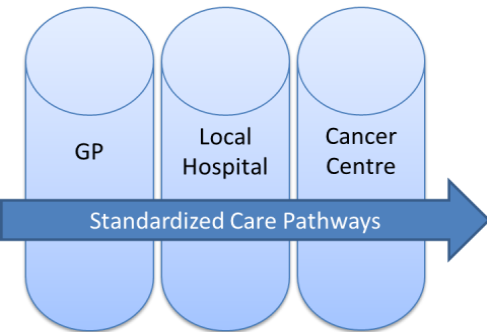 GP
Local
Hospital
Cancer
Centre
Standardized Care Pathways